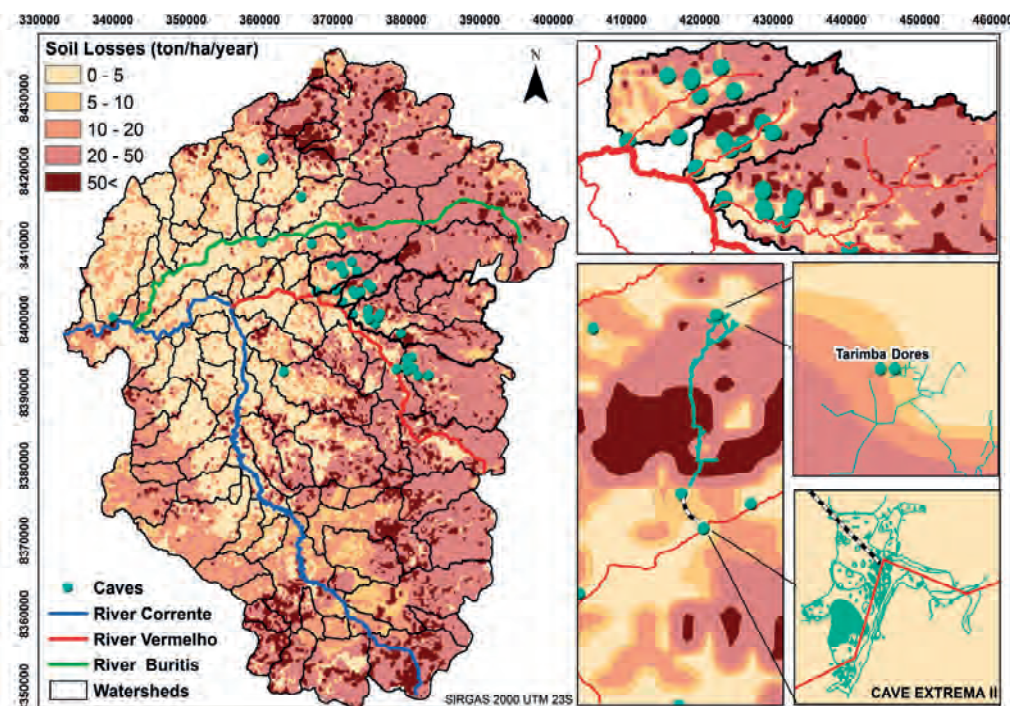 330000 350000 360000 370000 380000 390000 400000 410000 420000 430000 440000 450000 460000
Soil Losses (ton/ha/year)
0 - 5
5 - 10
10 - 20
20 - 50
50<
N
8430000
8420000
8410000
8400000
8390000
8380000
8370000
8360000
8350000
Caves
River Corrente
River Vermelho
River Buritis
Watersheds
SIRGAS 2000 UTM 23S
Tarimba Dores
CAVE EXTREMA II